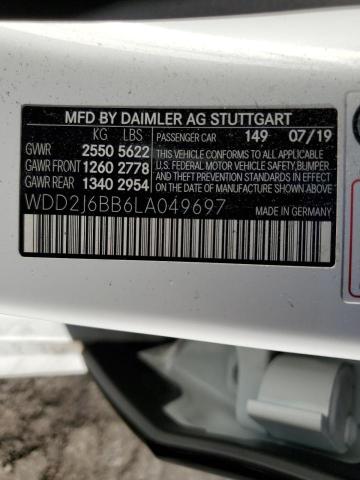 MFD BY DAIMLER AG STUTTGART
KG LBS PASSENGER CAR 149 07/19
GVWR 2550 5622 THIS VEHICLE CONFORMS TO ALL APPLICABLE
GAWR FRONT 1260 2778 U.S. FEDERAL MOTOR VEHICLE SAFETY, BUMPER
GAWR REAR 1340 2954 AND THEFT PREVENTION STANDARDS IN EFFECT
ON THE DATE OF MANUFACTURE SHOWN ABOVE.
WDD2J6BB6LA049697 MADE IN GERMANY